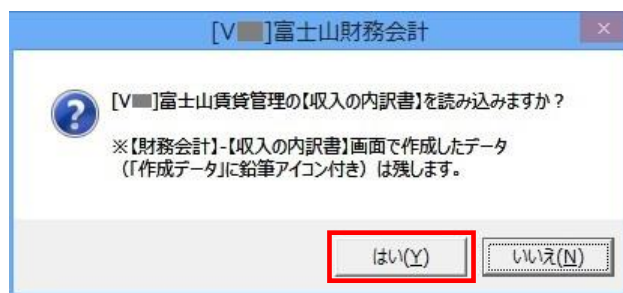 [V ]富士山財務会計
[V ]富士山賃貸管理の【収入の内訳書】を読み込みますか？
※【財務会計】-【収入の内訳書】画面で作成したデータ
（「作成データ」に鉛筆アイコン付き）は残します。
はい(Y)
いいえ(N)